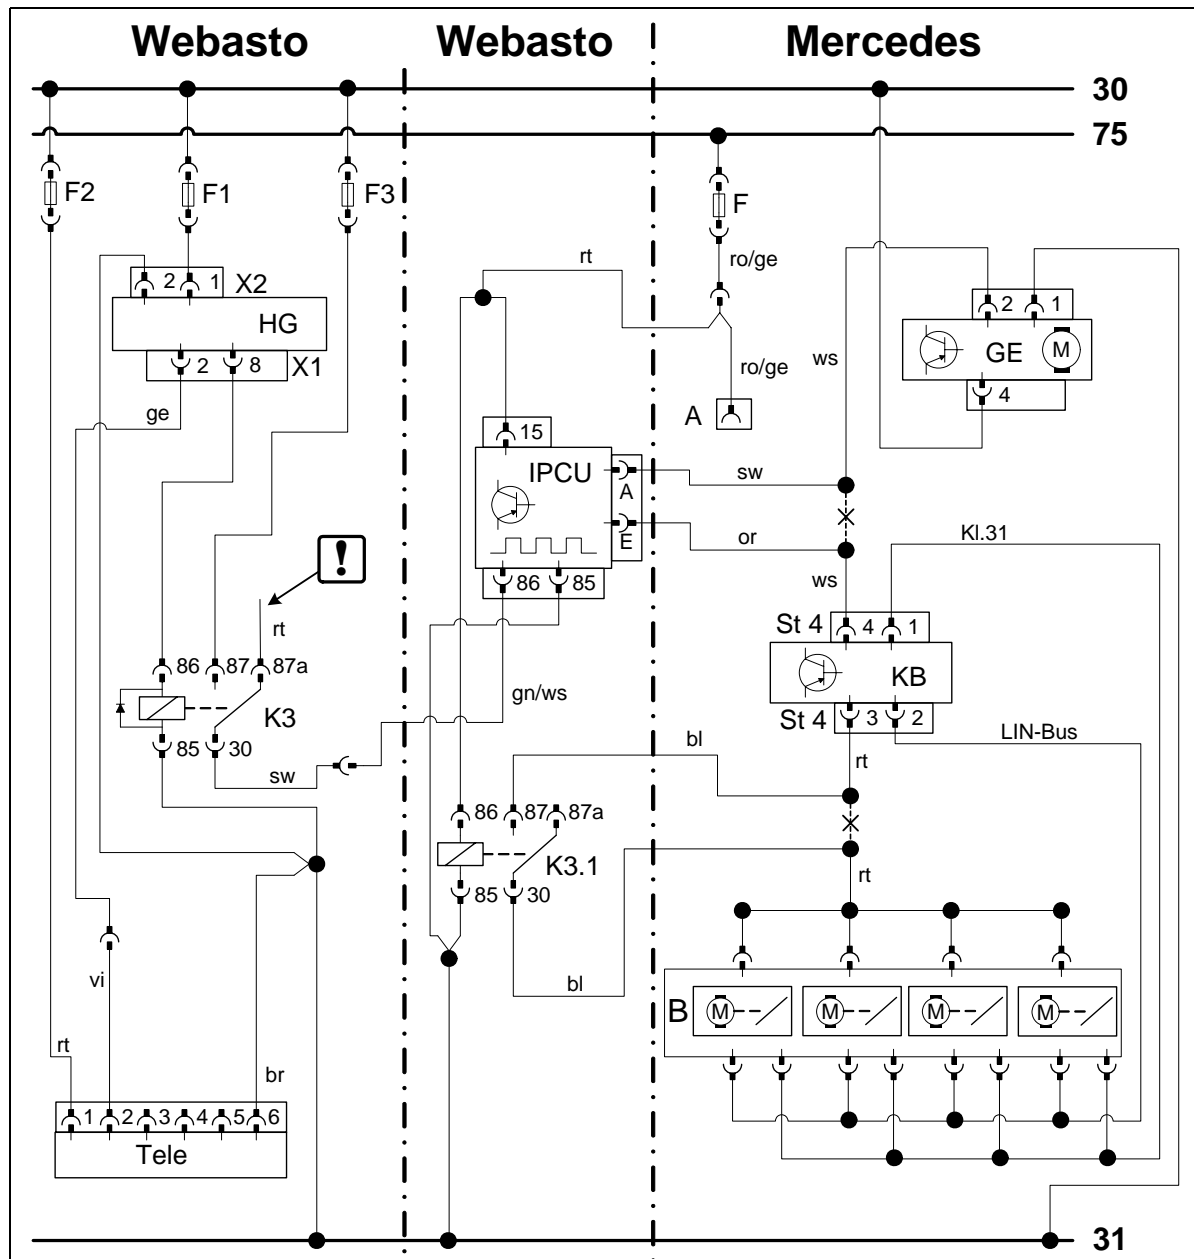 Webasto Webasto Mercedes
30
75
F2 F1 F3 F
ro/ge
rt
2 1 X2
2 1
HG
GE M
ws
2 8 X1
ro/ge
4
ge
A
15
IPCU
A
sw
E
or
Kl.31
!
86 85
ws
rt
St 4 4 1
86 87 87a
KB
gn/ws
K3
St 4 3 2
85 30
LIN-Bus
bl
rt
sw
86 87 87a
K3.1
rt
85 30
bl
B M M M M
vi
rt
br
1 2 3 4 5 6
Tele
31